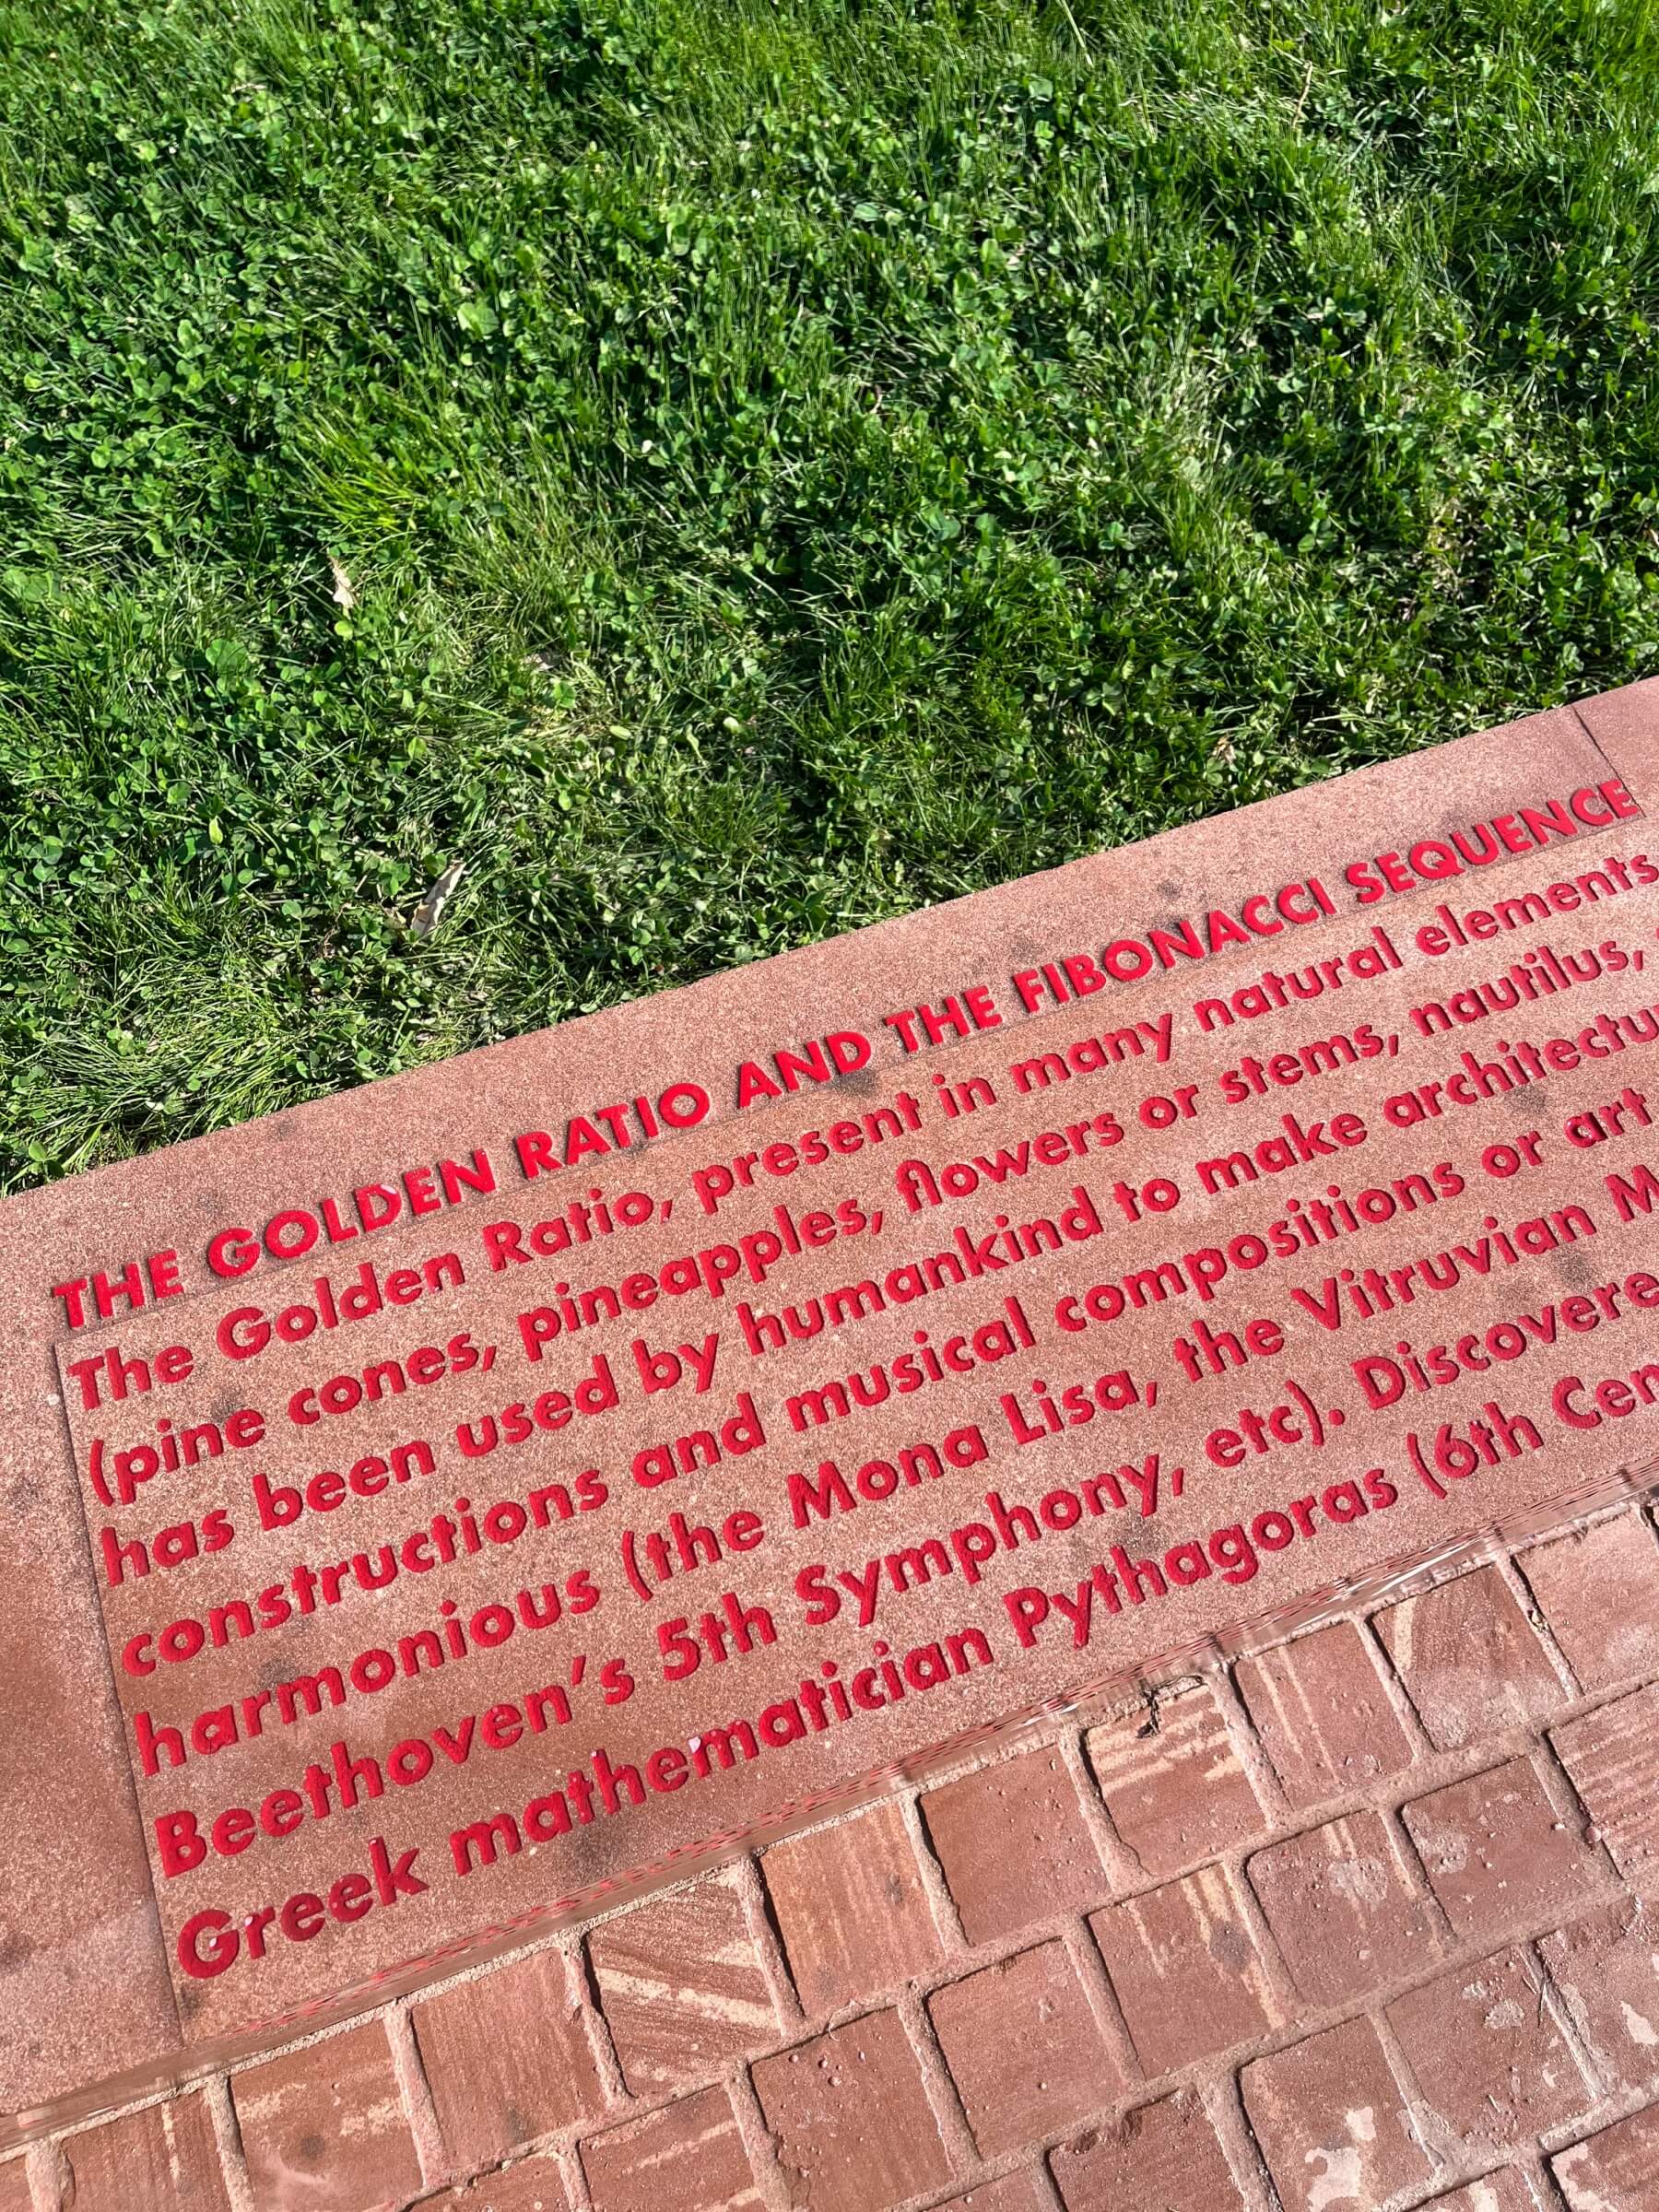 THE GOLDEN RATIO AND THE FIBONACCI SEQUENCE
The Golden Ratio, present in many natural elements
(pine cones, pineapples, flowers or stems, nautilus,
has been used by humankind to make
constructions and musical compositions or art
harmonious (the Mona Lisa, the Vitruvian
Beethoven's 5th Symphony, etc). Discovere
Greek mathematician Pythagoras (6th Cen